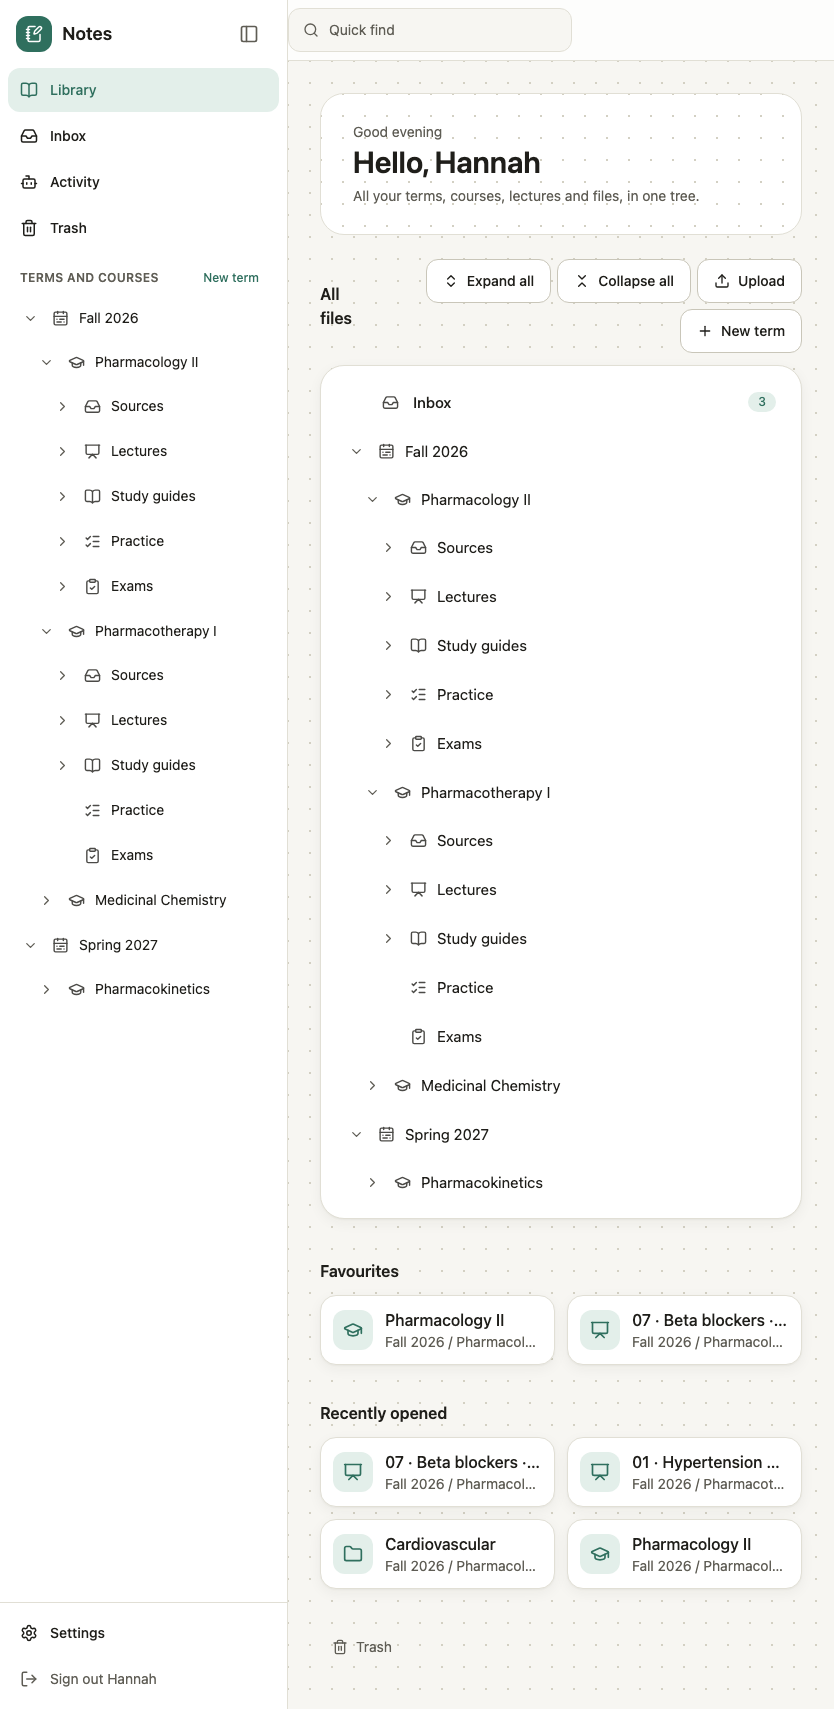 Notes
Library
Inbox
Activity
Trash
TERMS AND COURSES
New term
Fall 2026
Pharmacology II
Sources
Lectures
Study guides
Practice
Exams
Pharmacotherapy I
Sources
Lectures
Study guides
Practice
Exams
Medicinal Chemistry
Spring 2027
Pharmacokinetics
Settings
Sign out Hannah
Quick find
Good evening
Hello, Hannah
All your terms, courses, lectures and files, in one tree.
All
files
Expand all
Collapse all
Upload
New term
Inbox
3
Fall 2026
Pharmacology II
Sources
Lectures
Study guides
Practice
Exams
Pharmacotherapy I
Sources
Lectures
Study guides
Practice
Exams
Medicinal Chemistry
Spring 2027
Pharmacokinetics
Favourites
Pharmacology II
Fall 2026 / Pharmacol...
07 · Beta blockers ·...
Fall 2026 / Pharmacol...
Recently opened
07 · Beta blockers ·...
Fall 2026 / Pharmacol...
01 · Hypertension ...
Fall 2026 / Pharmacot...
Cardiovascular
Fall 2026 / Pharmacol...
Pharmacology II
Fall 2026 / Pharmacol...
Trash